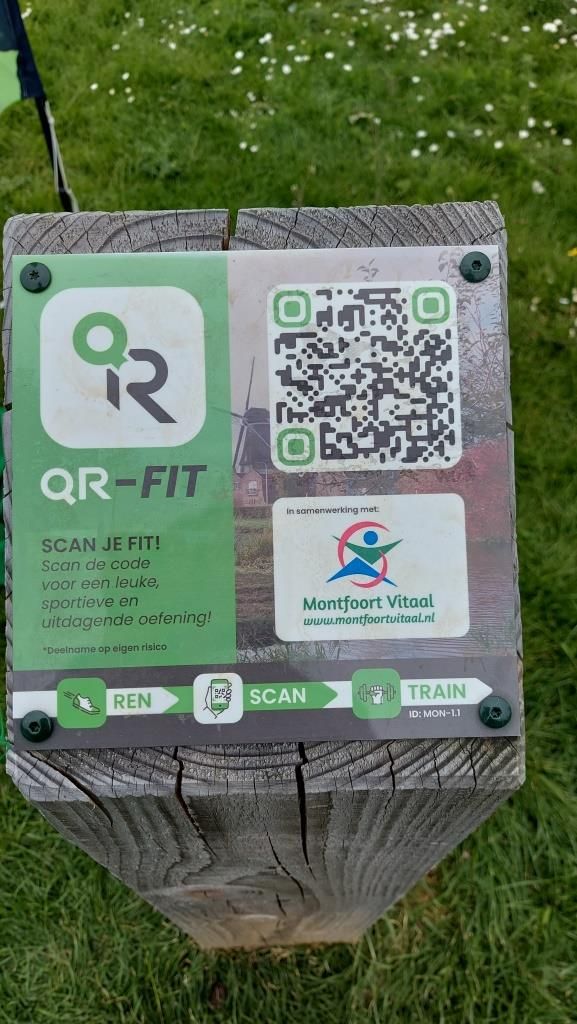 QR
QR-FIT
SCAN JE FIT!
Scan de code
voor een leuke,
sportieve en
uitdagende oefening!
*Deelname op eigen risico
In samenwerking met:
Montfoort Vitaal
www.montfoortvitaal.nl
REN
SCAN
TRAIN
ID: MON-1.1